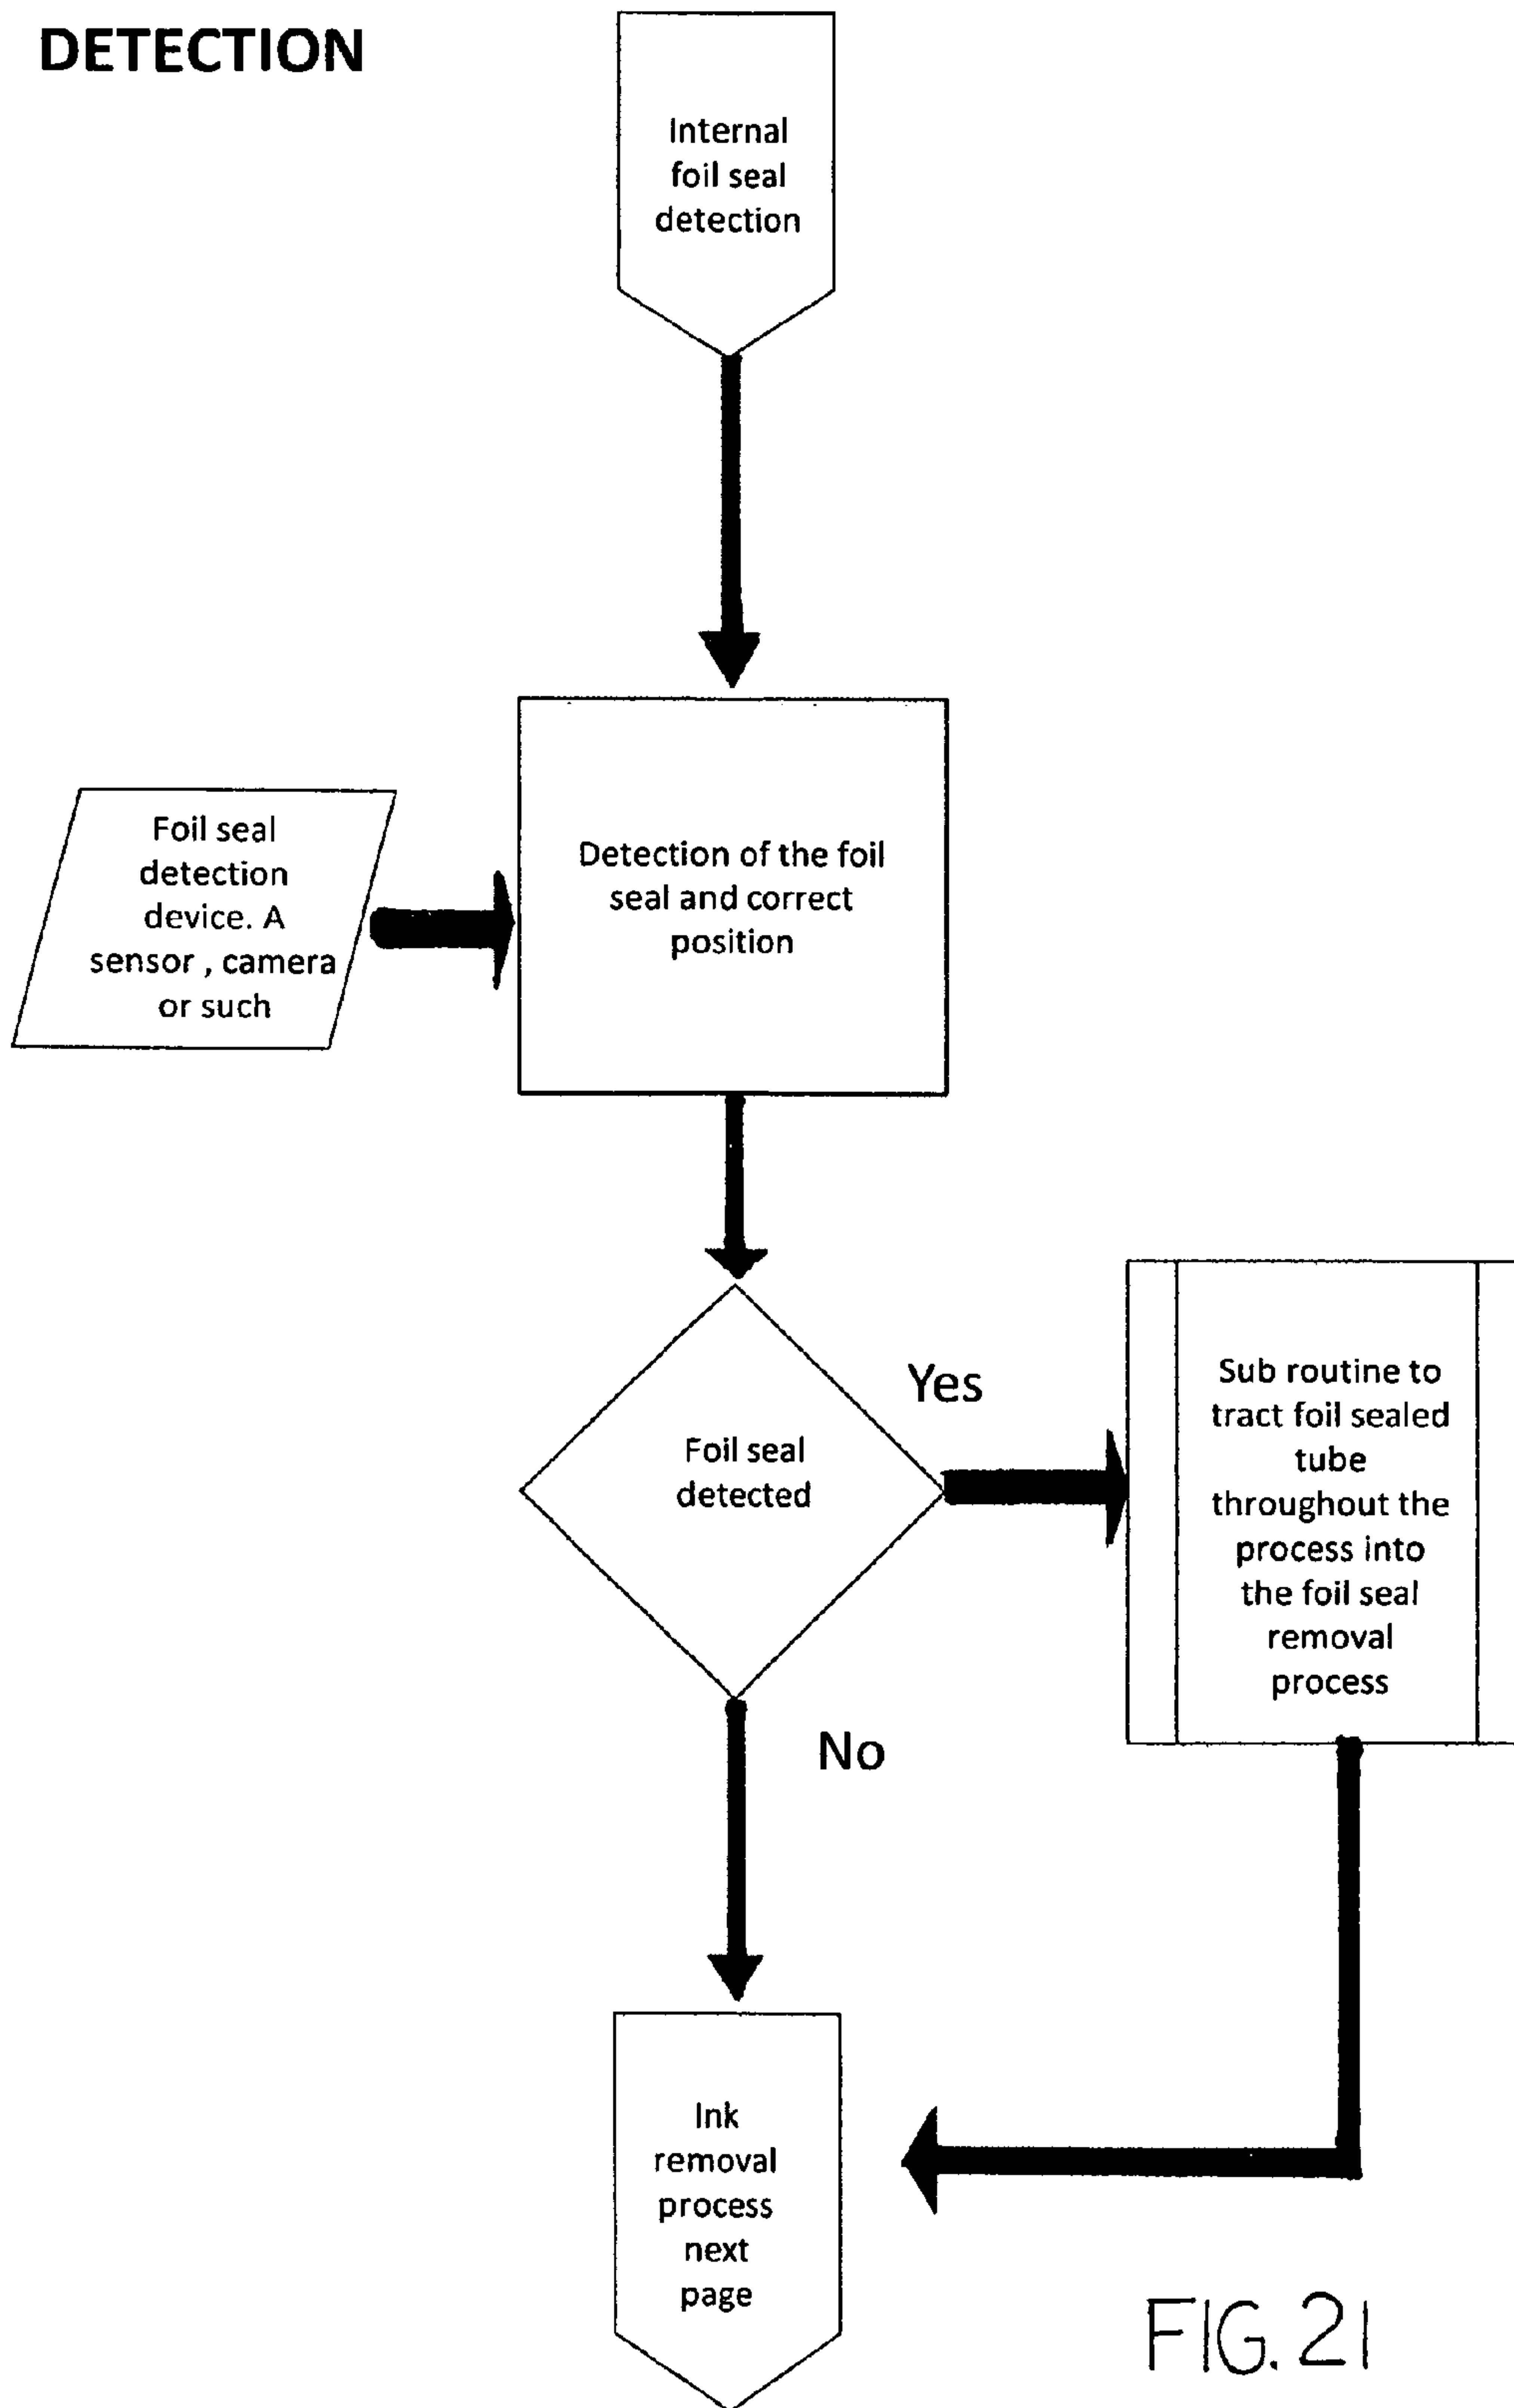 DETECTION
Internal
foil seal
detection
Foil seal
detection
device. A
sensor , camera
or such
Detection of the foil
seal and correct
position
Foil seal
detected
Yes
Sub routine to
tract foil sealed
tube
throughout the
process into
the foil seal
removal
process
No
Ink
removal
process
next
page
FIG. 21